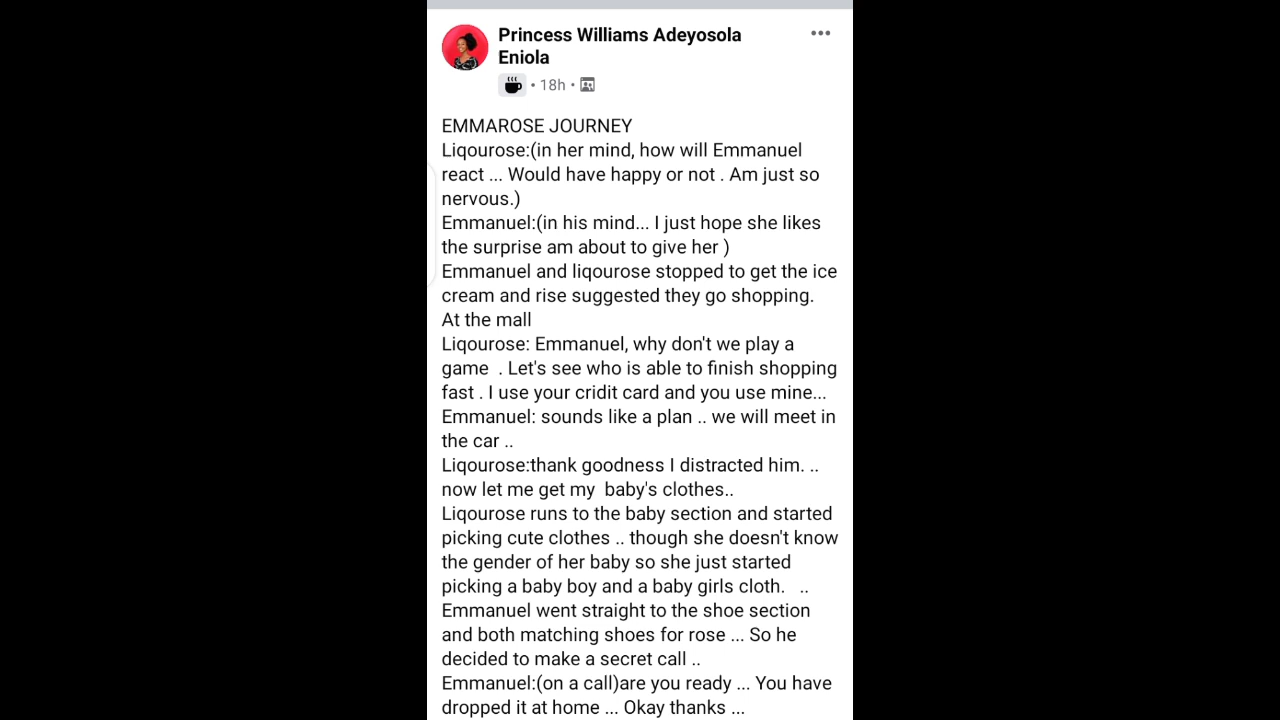 Princess Williams Adeyosola
Eniola
• 18h •
EMMAROSE JOURNEY
Liqourose:(in her mind, how will Emmanuel
react ... Would have happy or not . Am just so
nervous.)
Emmanuel:(in his mind... I just hope she likes
the surprise am about to give her )
Emmanuel and liqourose stopped to get the ice
cream and rise suggested they go shopping.
At the mall
Liqourose: Emmanuel, why don't we play a
game  . Let's see who is able to finish shopping
fast . I use your cridit card and you use mine...
Emmanuel: sounds like a plan .. we will meet in
the car ..
Liqourose:thank goodness I distracted him. ..
now let me get my  baby's clothes..
Liqourose runs to the baby section and started
picking cute clothes .. though she doesn't know
the gender of her baby so she just started
picking a baby boy and a baby girls cloth.   ..
Emmanuel went straight to the shoe section
and both matching shoes for rose ... So he
decided to make a secret call ..
Emmanuel:(on a call)are you ready ... You have
dropped it at home ... Okay thanks ...